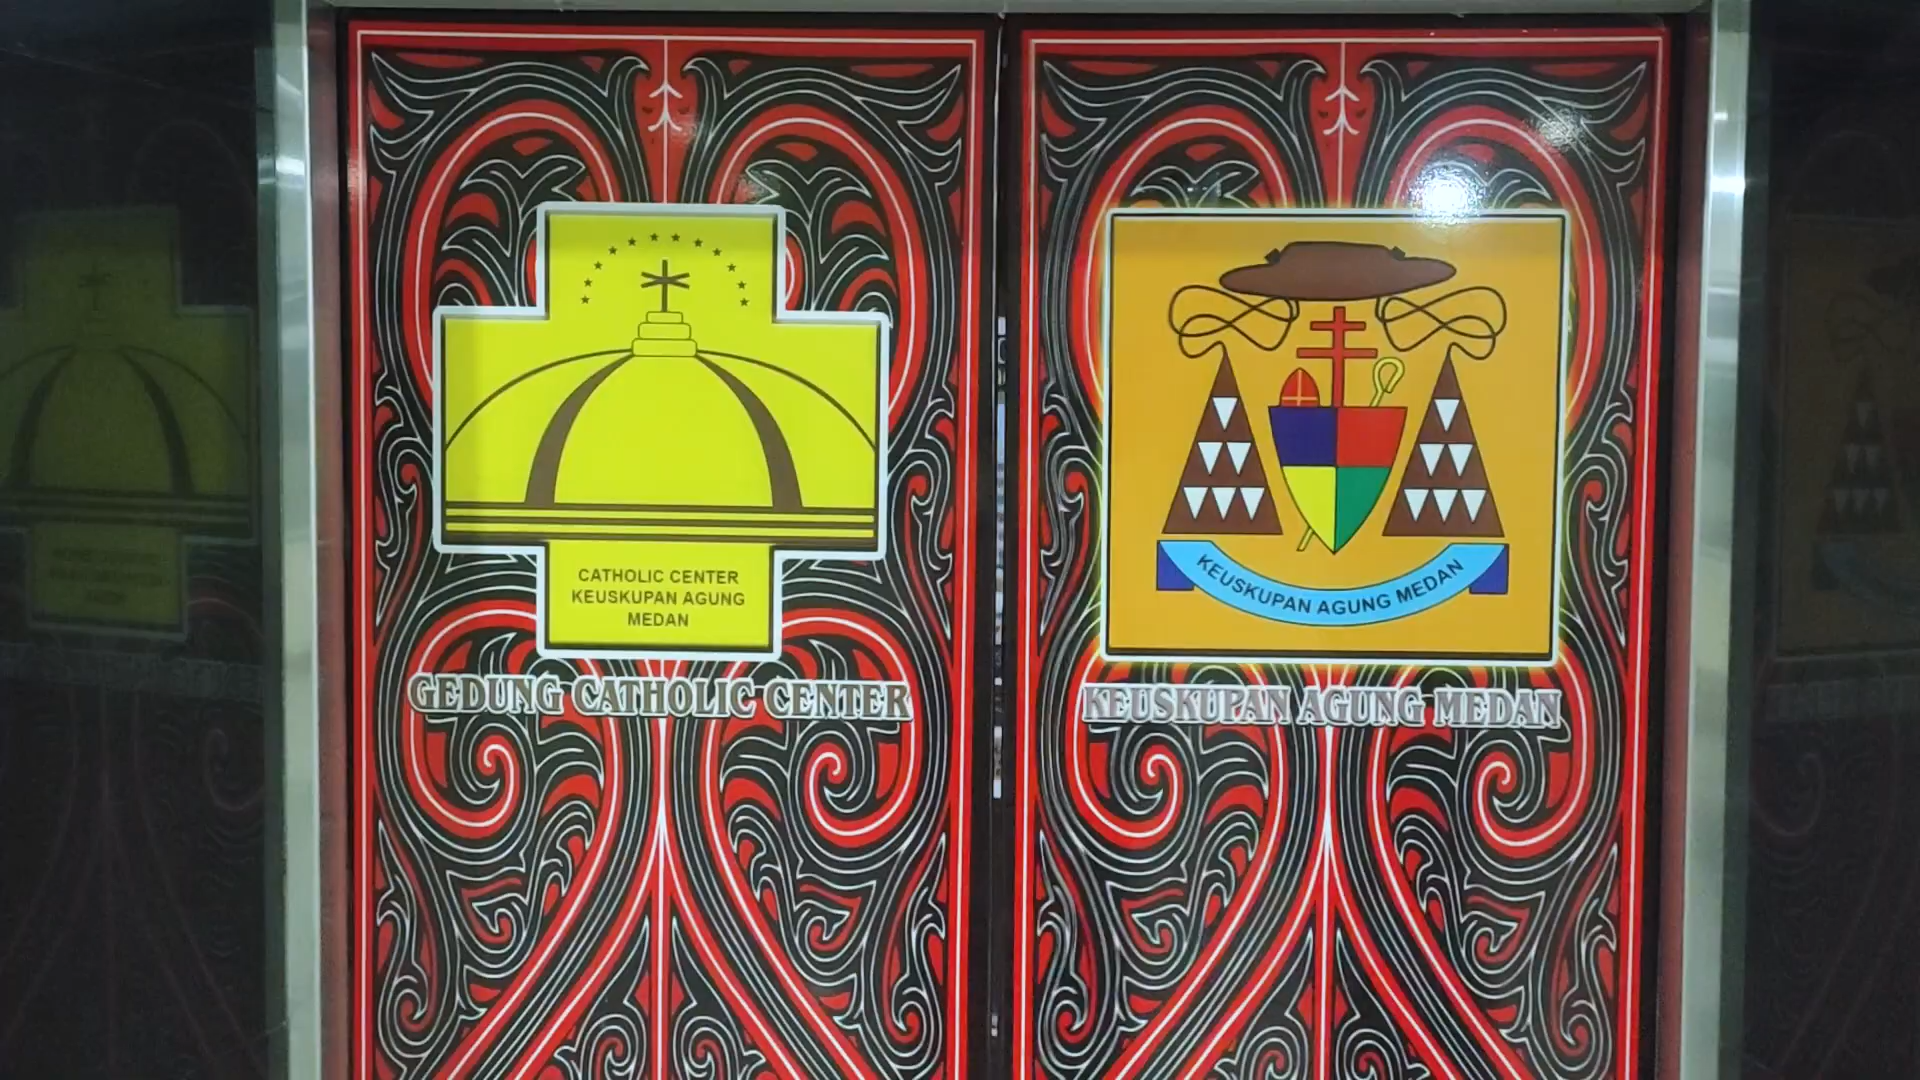 CATHOLIC CENTER
KEUSKUPAN AGUNG
MEDAN
GEDUNG CATHOLIC CENTER
KEUSKUPAN AGUNG MEDAN
KEUSKUPAN AGUNG MEDAN